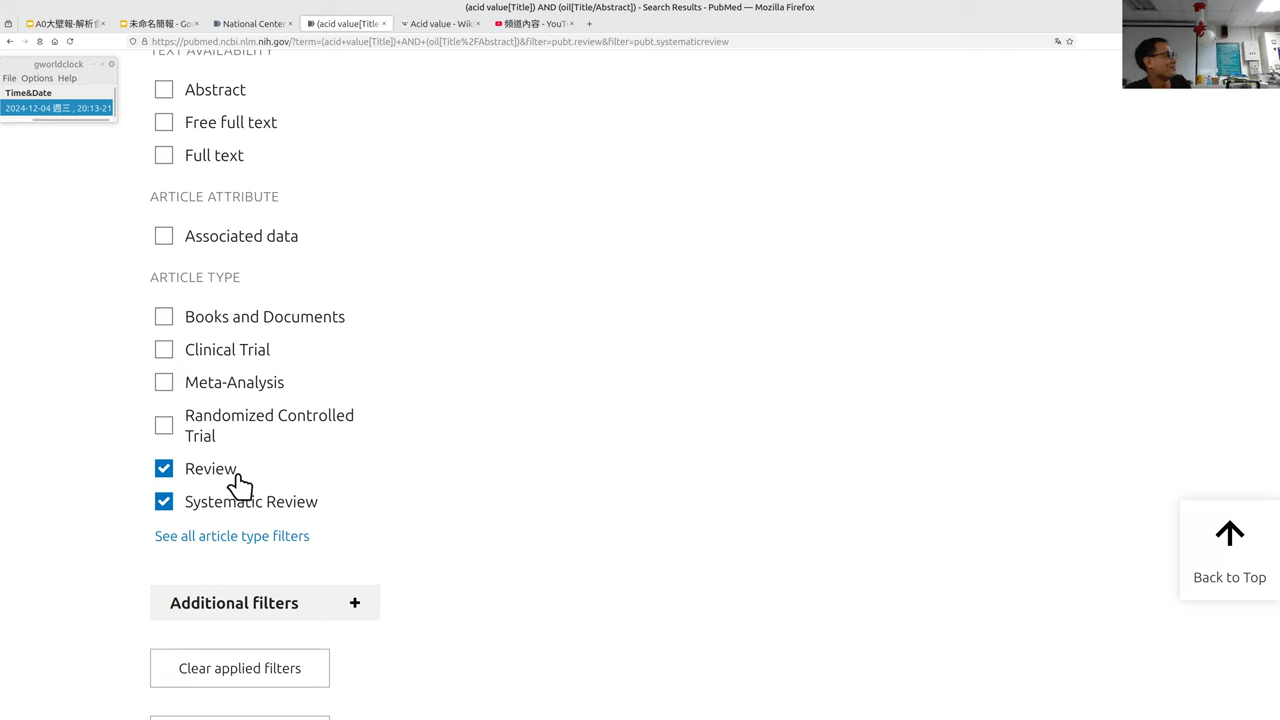 (acid value[Title]) AND (oil[Title/Abstract]) - Search Results - PubMed — Mozilla Firefox
A0大壁報-解析自
未命名簡報 - Go
National Center
(acid value[Title
Acid value - Wiki
頻道內容 - YouT
https://pubmed.ncbi.nlm.nih.gov/?term=(acid+value[Title])+AND+(oil[Title%2FAbstract])&filter=pubt.review&filter=pubt.systematicreview
gworldclock
File Options Help
Time&Date
2024-12-04 週三 , 20:13-21
TEXT AVAILABILITY
Abstract
Free full text
Full text
ARTICLE ATTRIBUTE
Associated data
ARTICLE TYPE
Books and Documents
Clinical Trial
Meta-Analysis
Randomized Controlled
Trial
Review
Systematic Review
See all article type filters
Additional filters +
Clear applied filters
Back to Top